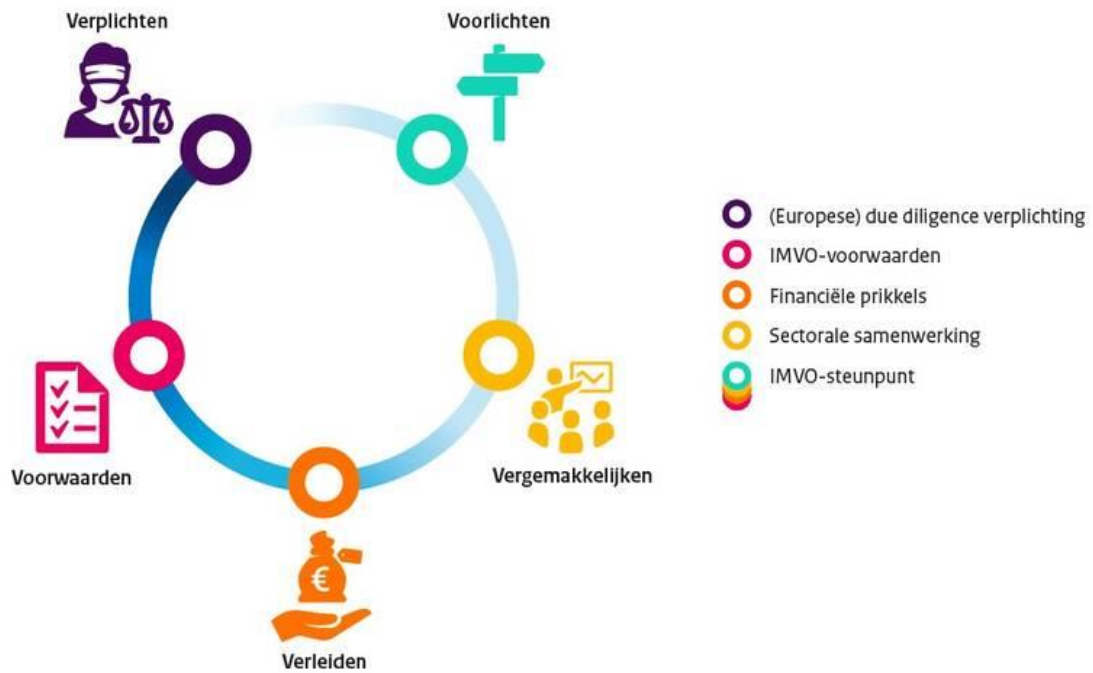 Verplichten
Voorlichten
(Europese) due diligence verplichting
IMVO-voorwaarden
Financiële prikkels
Sectorale samenwerking
IMVO-steunpunt
Voorwaarden
Vergemakkelijken
€
Verleiden